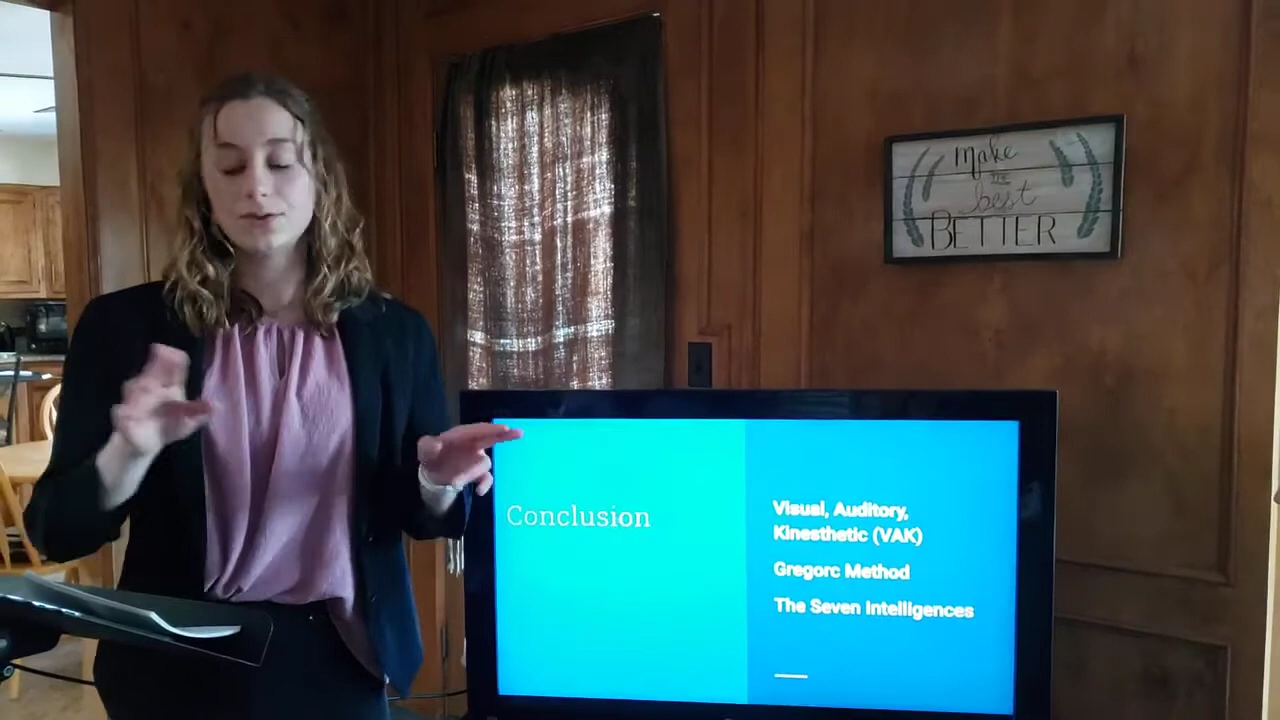 make
the
best
BETTER
Conclusion
Visual, Auditory,
Kinesthetic (VAK)
Gregorc Method
The Seven Intelligences